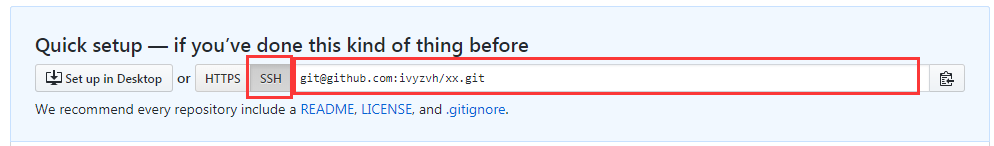 Quick setup — if you've done this kind of thing before
Set up in Desktop or HTTPS SSH git@github.com:ivyzvh/xx.git
We recommend every repository include a README, LICENSE, and .gitignore.